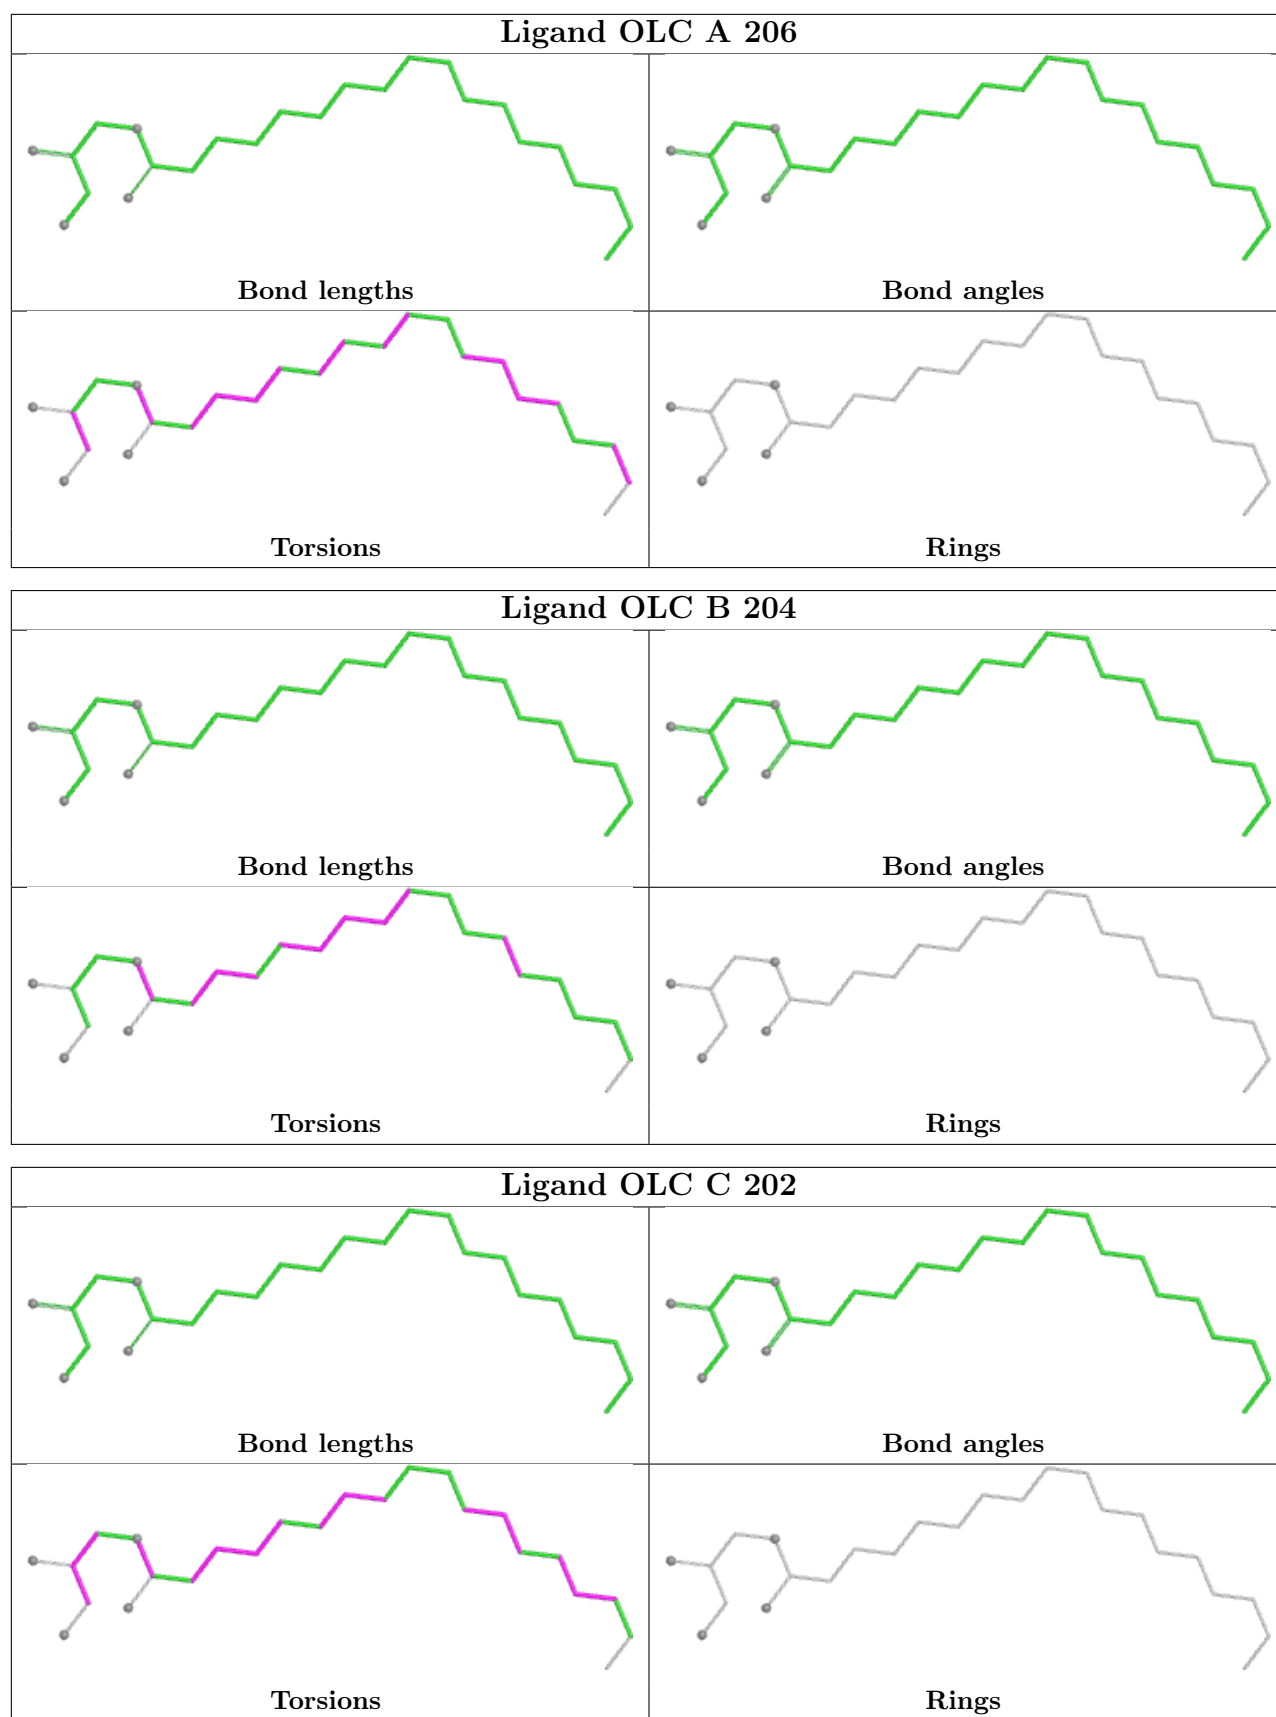 Ligand OLC A 206
Bond lengths
Bond angles
Torsions
Rings
Ligand OLC B 204
Bond lengths
Bond angles
Torsions
Rings
Ligand OLC C 202
Bond lengths
Bond angles
Torsions
Rings